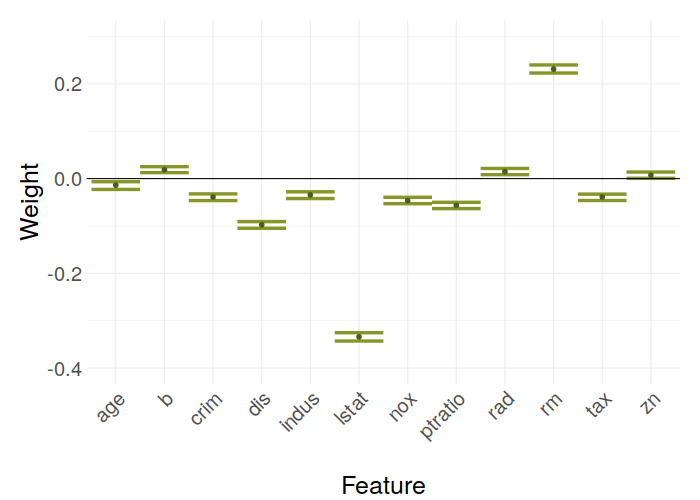 Weight
0.2
0.0
-0.2
-0.4
age b crim dis indus lstat nox ptratio rad rm tax zn
Feature